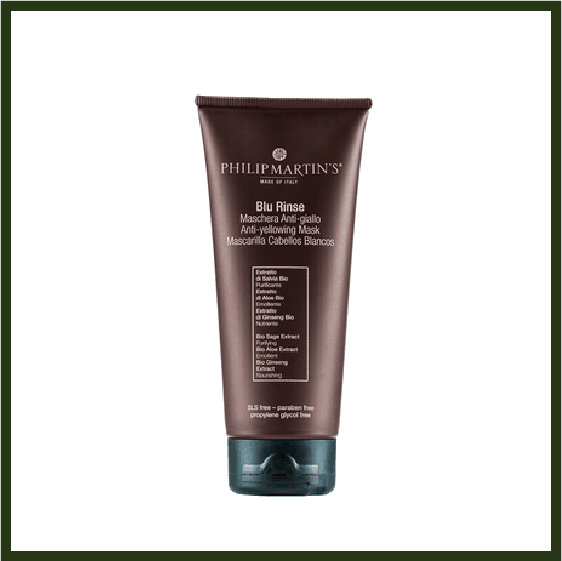 PHILIP MARTIN'S®
MADE OF ITALY
Blu Rinse
Maschera Anti-giallo
Anti-yellowing Mask
Mascarilla Cabellos Blancos
Estratto
di Salvia Bio
Purificante
Estratto
di Aloe Bio
Emolliente
Estratto
di Ginseng Bio
Nutriente
Bio Sage Extract
Purifying
Bio Aloe Extract
Emollient
Bio Ginseng
Extract
Nourishing
SLS free – paraben free
propylene glycol free